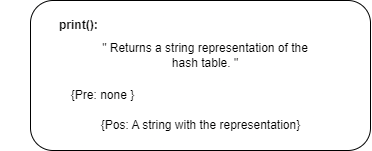 print():
" Returns a string representation of the
hash table. "
{Pre: none }
{Pos: A string with the representation}